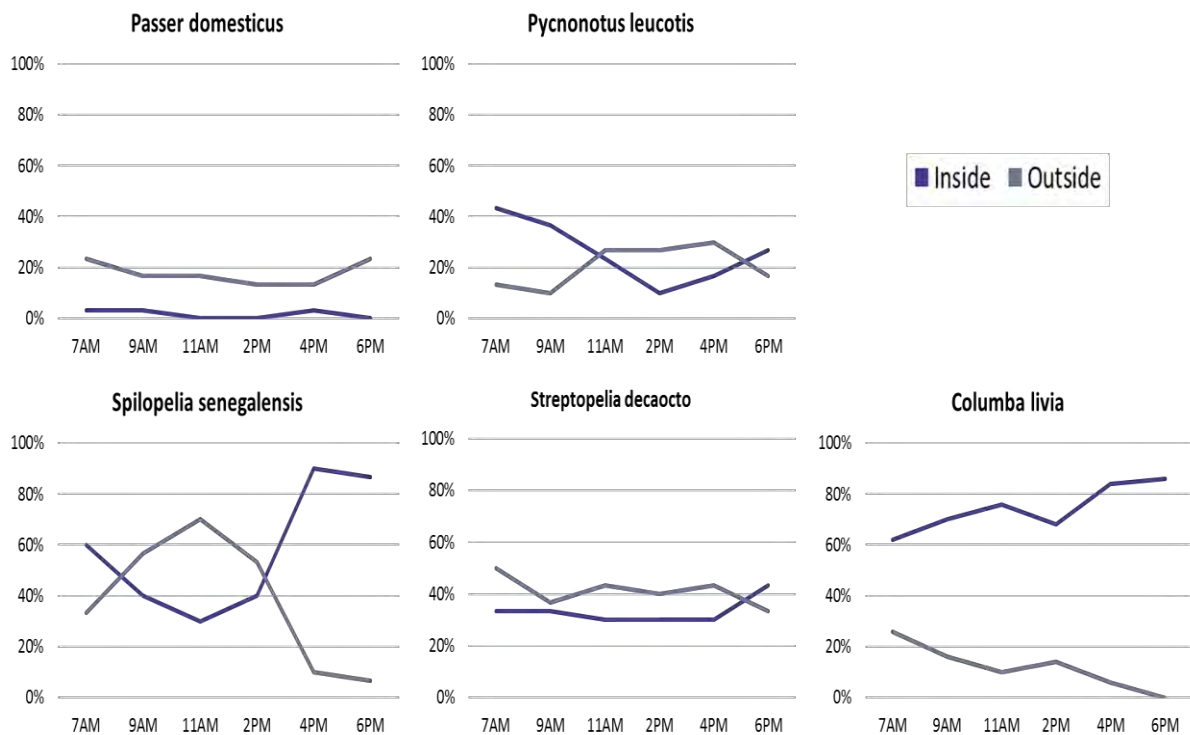 Passer domesticus
100%
80%
60%
40%
20%
0%
7AM 9AM 11AM 2PM 4PM 6PM
Pycnonotus leucotis
100%
80%
60%
40%
20%
0%
7AM 9AM 11AM 2PM 4PM 6PM
Inside Outside
Spilopelia senegalensis
100%
80%
60%
40%
20%
0%
7AM 9AM 11AM 2PM 4PM 6PM
Streptopelia decaocto
100%
80%
60%
40%
20%
0%
7AM 9AM 11AM 2PM 4PM 6PM
Columba livia
100%
80%
60%
40%
20%
0%
7AM 9AM 11AM 2PM 4PM 6PM